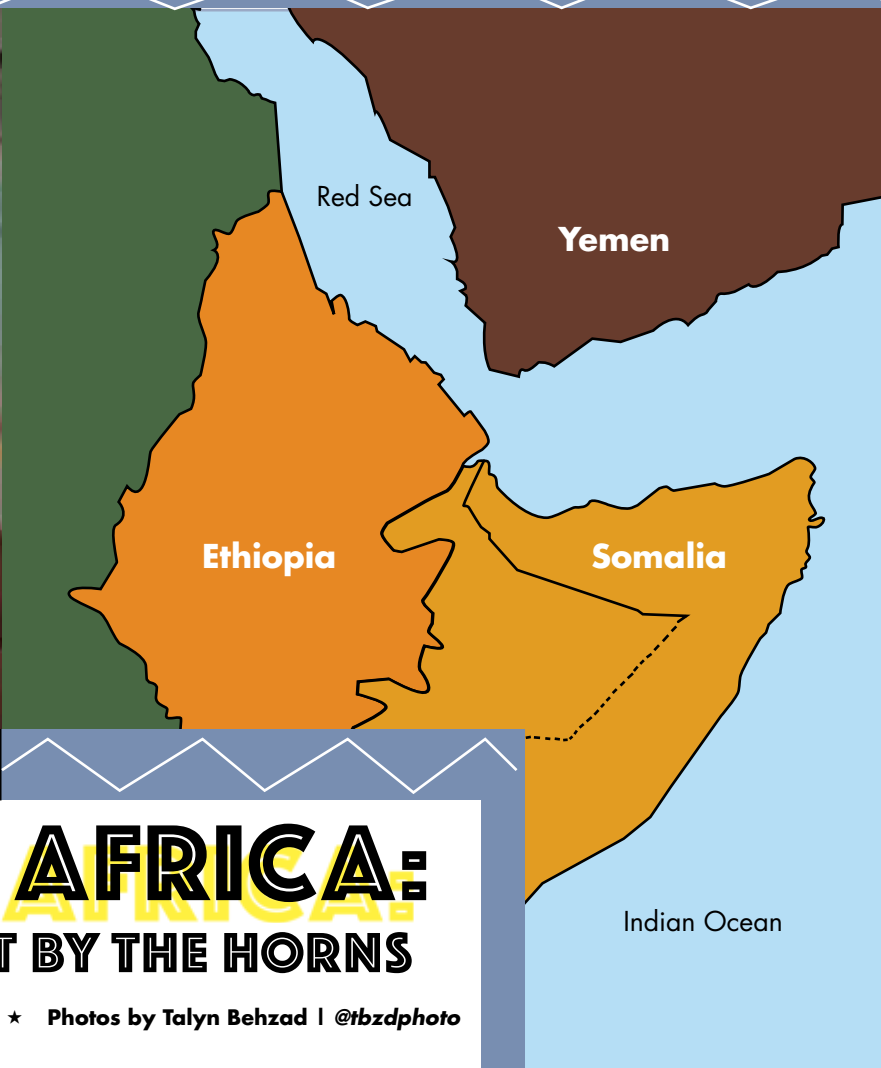 Red Sea
Yemen
Ethiopia
Somalia
AFRICA:
T BY THE HORNS
★ Photos by Talyn Behzad | @tbzdphoto
Indian Ocean